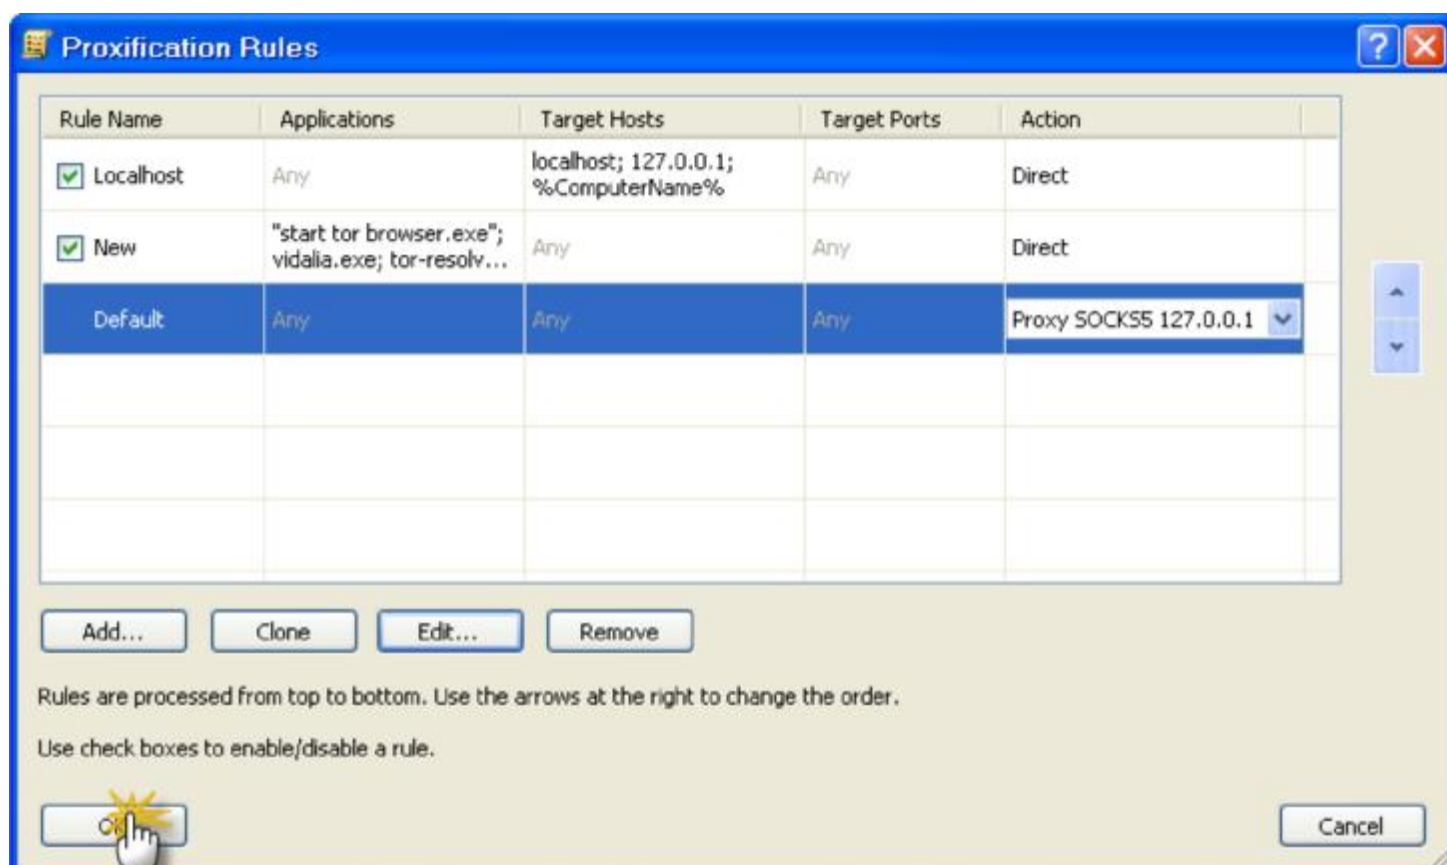 Proxification Rules
Rule Name Applications Target Hosts Target Ports Action
Localhost Any localhost; 127.0.0.1; Any Direct
%ComputerName%
New "start tor browser.exe"; Any Any Direct
vidalia.exe; tor-resolv...
Default Any Any Any Proxy SOCKS5 127.0.0.1
Add... Clone Edit... Remove
Rules are processed from top to bottom. Use the arrows at the right to change the order.
Use check boxes to enable/disable a rule.
Cancel